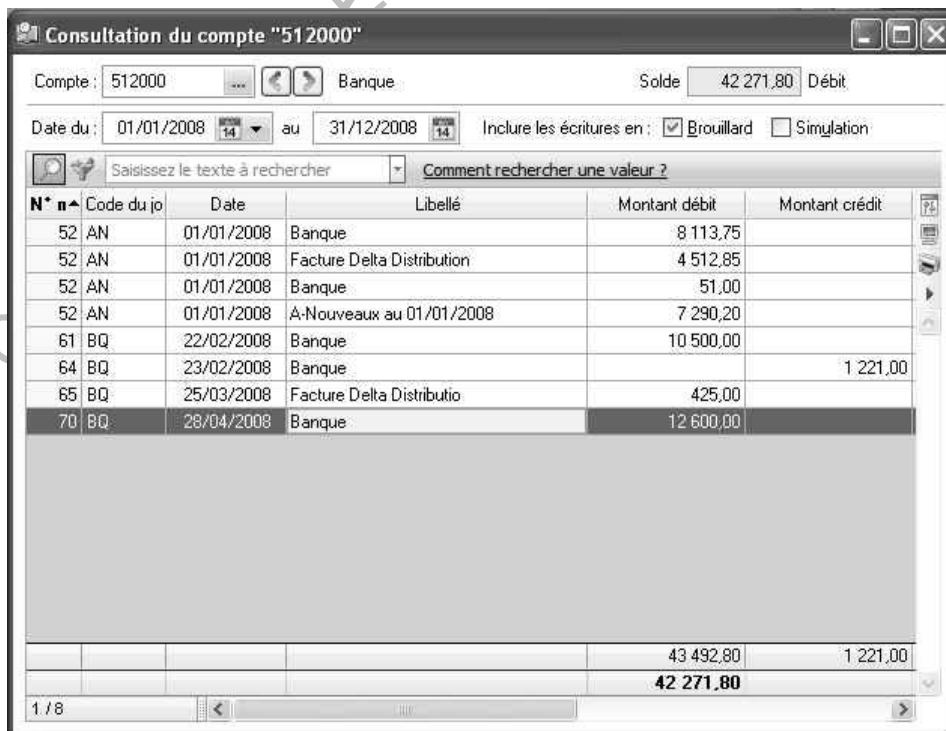 Consultation du compte "512000"
Compte : 512000 ... Banque Solde 42 271,80 Débit
Date du : 01/01/2008 14 au 31/12/2008 14 Inclure les écritures en : Brouillard Simulation
Saisissez le texte à rechercher Comment rechercher une valeur ?
N° n Code du jo Date Libellé Montant débit Montant crédit
52 AN 01/01/2008 Banque 8 113,75
52 AN 01/01/2008 Facture Delta Distribution 4 512,85
52 AN 01/01/2008 Banque 51,00
52 AN 01/01/2008 A-Nouveaux au 01/01/2008 7 290,20
61 BQ 22/02/2008 Banque 10 500,00
64 BQ 23/02/2008 Banque 1 221,00
65 BQ 25/03/2008 Facture Delta Distributio 425,00
70 BQ 28/04/2008 Banque 12 600,00
43 492,80 1 221,00
42 271,80
1 / 8